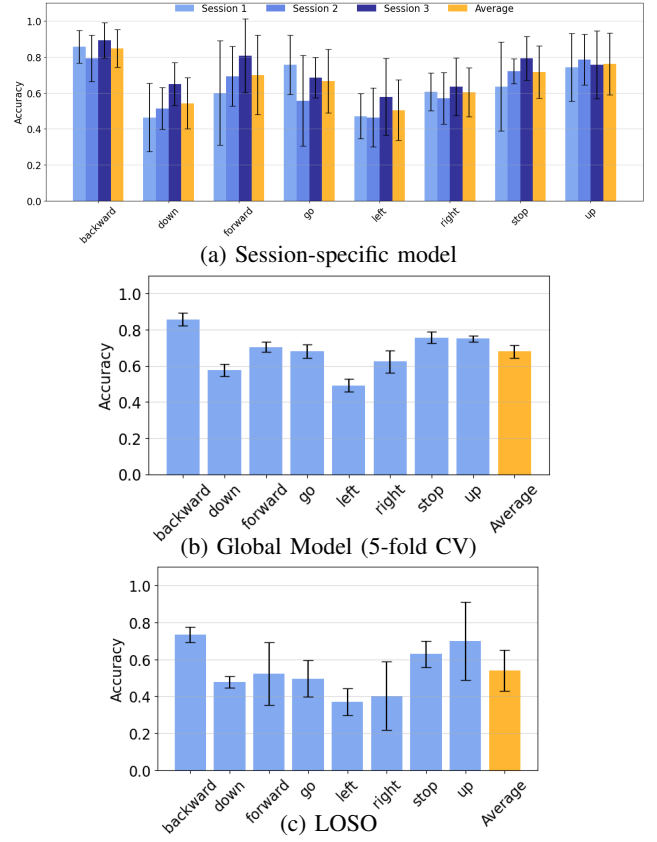 Session 1 Session 2 Session 3 Average
1.0
0.8
0.6
0.4
0.2
0.0
Accuracy
backward down forward go left right stop up
(a) Session-specific model
1.0
0.8
0.6
0.4
0.2
0.0
Accuracy
backward down forward go left right stop up Average
(b) Global Model (5-fold CV)
1.0
0.8
0.6
0.4
0.2
0.0
Accuracy
backward down forward go left right stop up Average
(c) LOSO